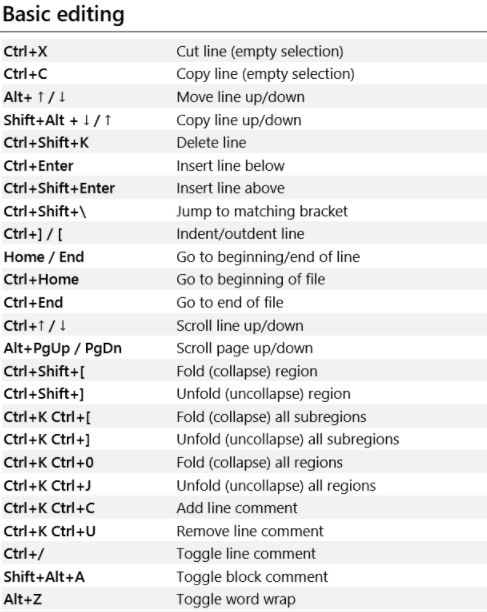 Basic editing
Ctrl+X Cut line (empty selection)
Ctrl+C Copy line (empty selection)
Alt+ ↑ / ↓ Move line up/down
Shift+Alt + ↓ / ↑ Copy line up/down
Ctrl+Shift+K Delete line
Ctrl+Enter Insert line below
Ctrl+Shift+Enter Insert line above
Ctrl+Shift+\ Jump to matching bracket
Ctrl+] / [ Indent/outdent line
Home / End Go to beginning/end of line
Ctrl+Home Go to beginning of file
Ctrl+End Go to end of file
Ctrl+↑ / ↓ Scroll line up/down
Alt+PgUp / PgDn Scroll page up/down
Ctrl+Shift+[ Fold (collapse) region
Ctrl+Shift+] Unfold (uncollapse) region
Ctrl+K Ctrl+[ Fold (collapse) all subregions
Ctrl+K Ctrl+] Unfold (uncollapse) all subregions
Ctrl+K Ctrl+0 Fold (collapse) all regions
Ctrl+K Ctrl+J Unfold (uncollapse) all regions
Ctrl+K Ctrl+C Add line comment
Ctrl+K Ctrl+U Remove line comment
Ctrl+/ Toggle line comment
Shift+Alt+A Toggle block comment
Alt+Z Toggle word wrap